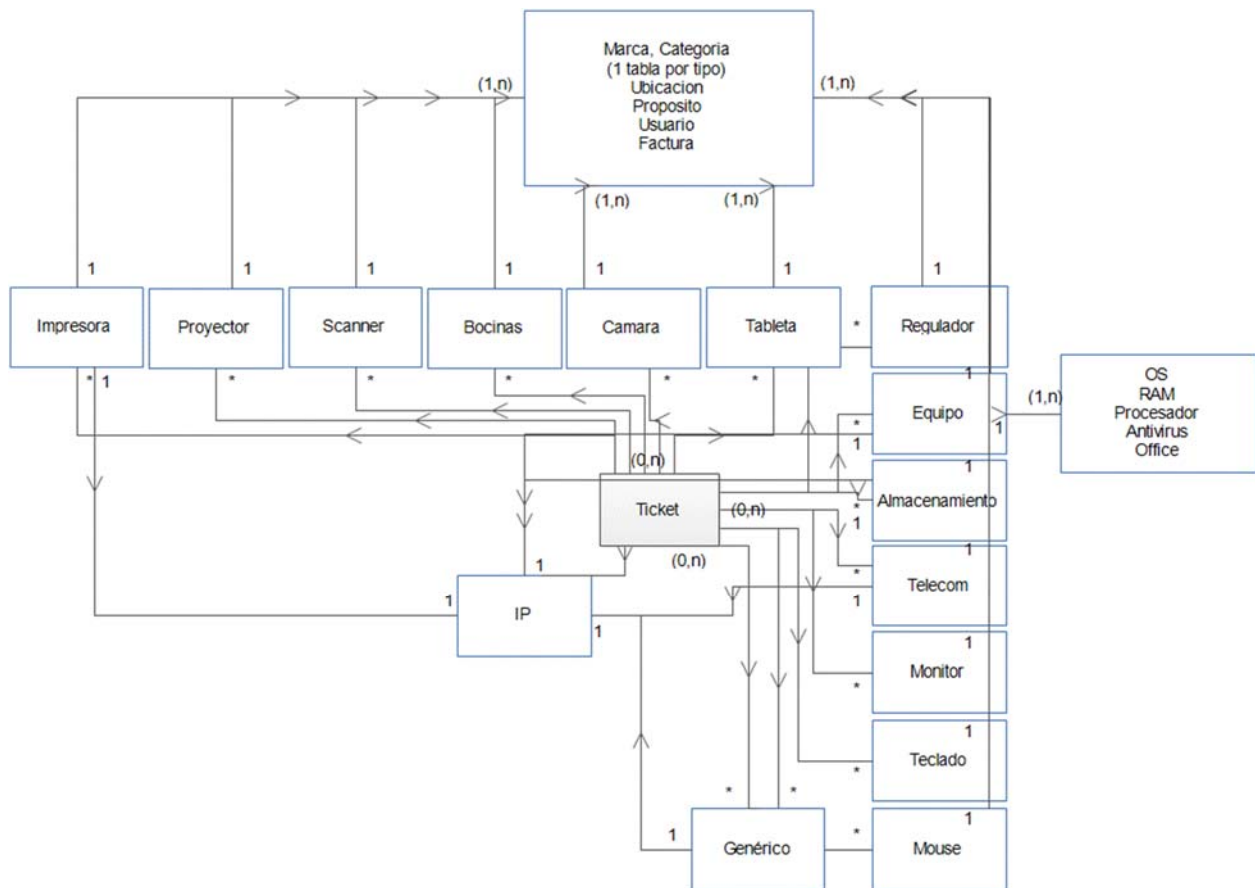 Marca, Categoria
(1 tabla por tipo)
Ubicacion
Proposito
Usuario
Factura
(1,n)
(1,n)
(1,n)
(1,n)
1
1
1
1
1
1
1
Impresora
Proyector
Scanner
Bocinas
Camara
Tableta
*
Regulador
*
1
*
*
*
*
*
1
Equipo
*
1
1
(1,n)
OS
RAM
Procesador
Antivirus
Office
(0,n)
Ticket
(0,n)
(0,n)
1
Almacenamiento
*
1
1
Telecom
*
1
1
1
IP
1
1
Monitor
*
1
Teclado
*
*
*
1
Genérico
*
1
Mouse